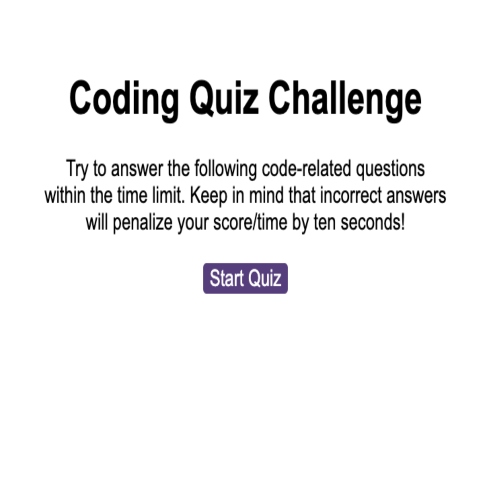 Coding Quiz Challenge
Try to answer the following code-related questions
within the time limit. Keep in mind that incorrect answers
will penalize your score/time by ten seconds!
Start Quiz